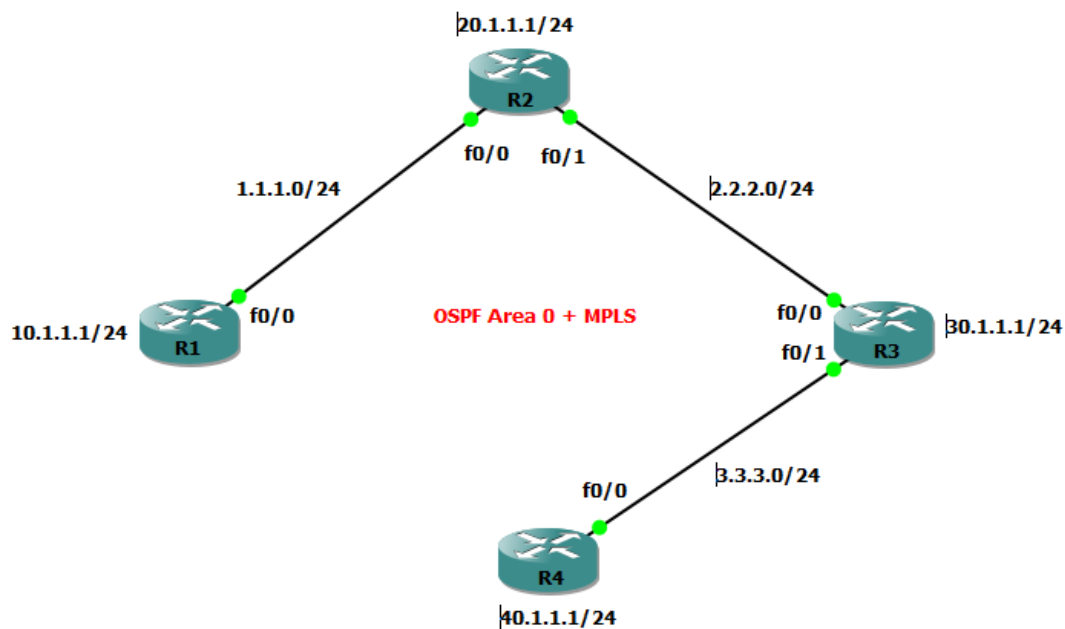 20.1.1.1/24
R2
f0/0
f0/1
1.1.1.0/24
2.2.2.0/24
10.1.1.1/24
R1
f0/0
OSPF Area 0 + MPLS
f0/0
R3
30.1.1.1/24
f0/1
3.3.3.0/24
f0/0
R4
40.1.1.1/24